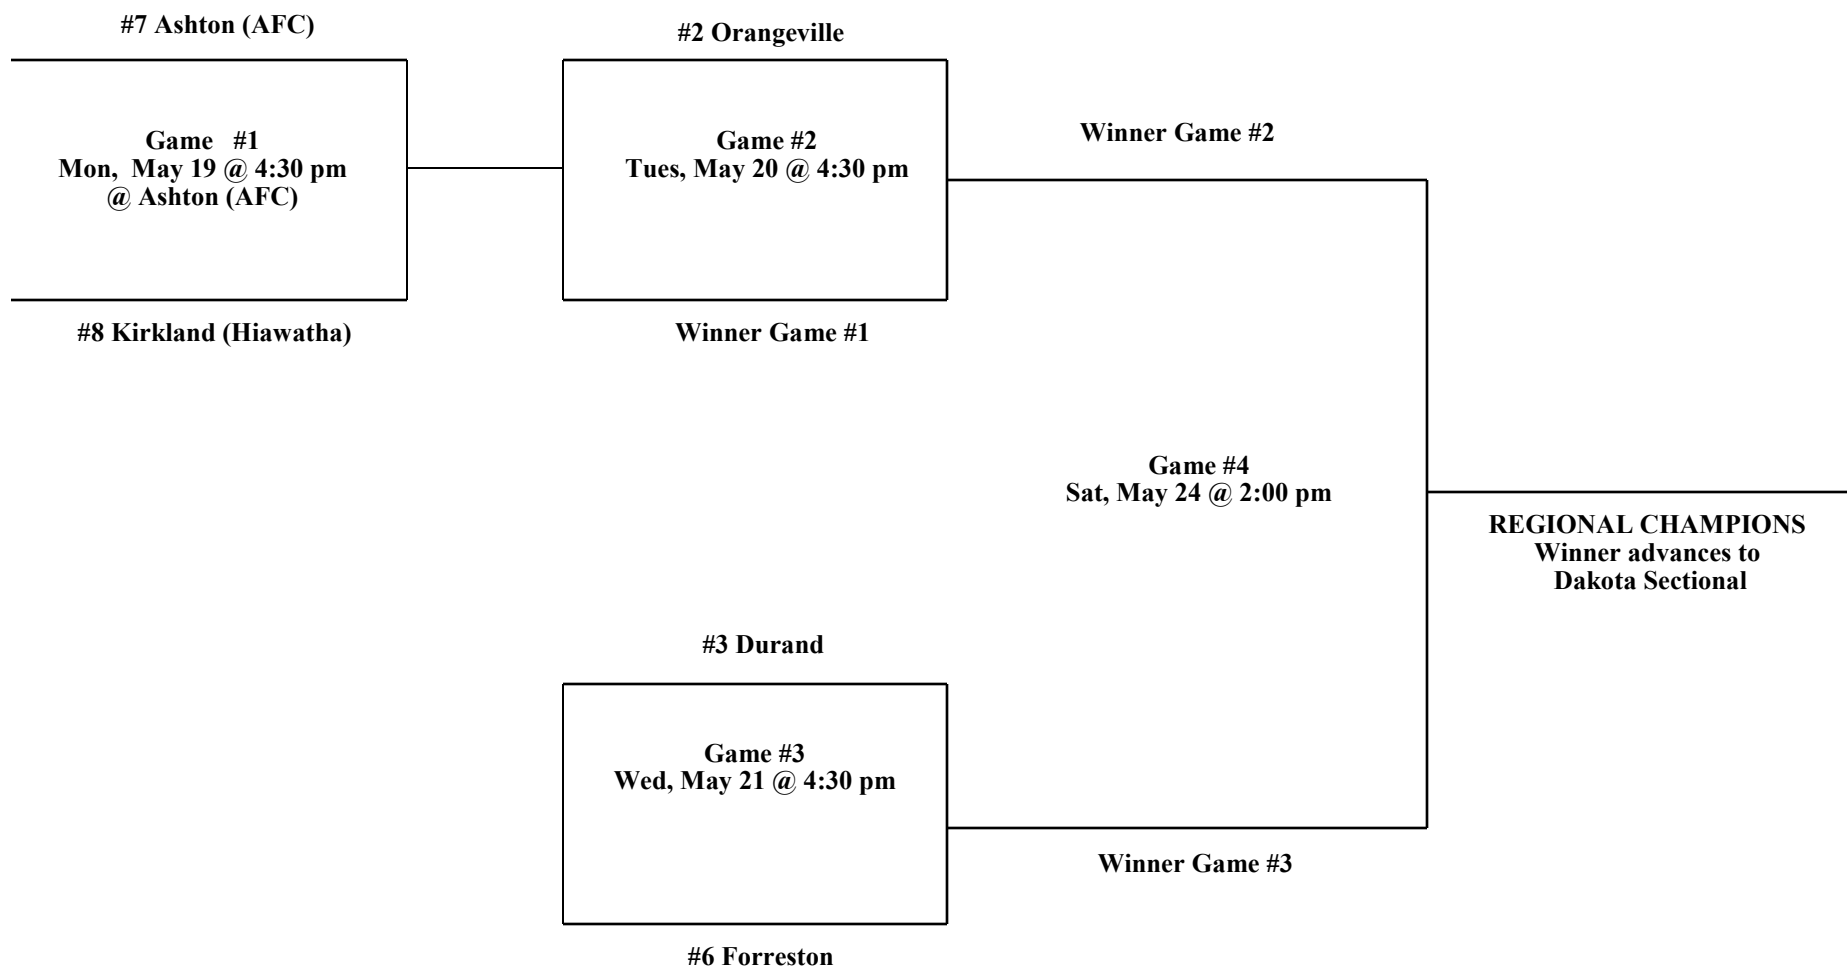 #7 Ashton (AFC)
Game #1
Mon, May 19 @ 4:30 pm
@ Ashton (AFC)
#8 Kirkland (Hiawatha)
#2 Orangeville
Game #2
Tues, May 20 @ 4:30 pm
Winner Game #1
Winner Game #2
Game #4
Sat, May 24 @ 2:00 pm
REGIONAL CHAMPIONS
Winner advances to
Dakota Sectional
#3 Durand
Game #3
Wed, May 21 @ 4:30 pm
Winner Game #3
#6 Forreston